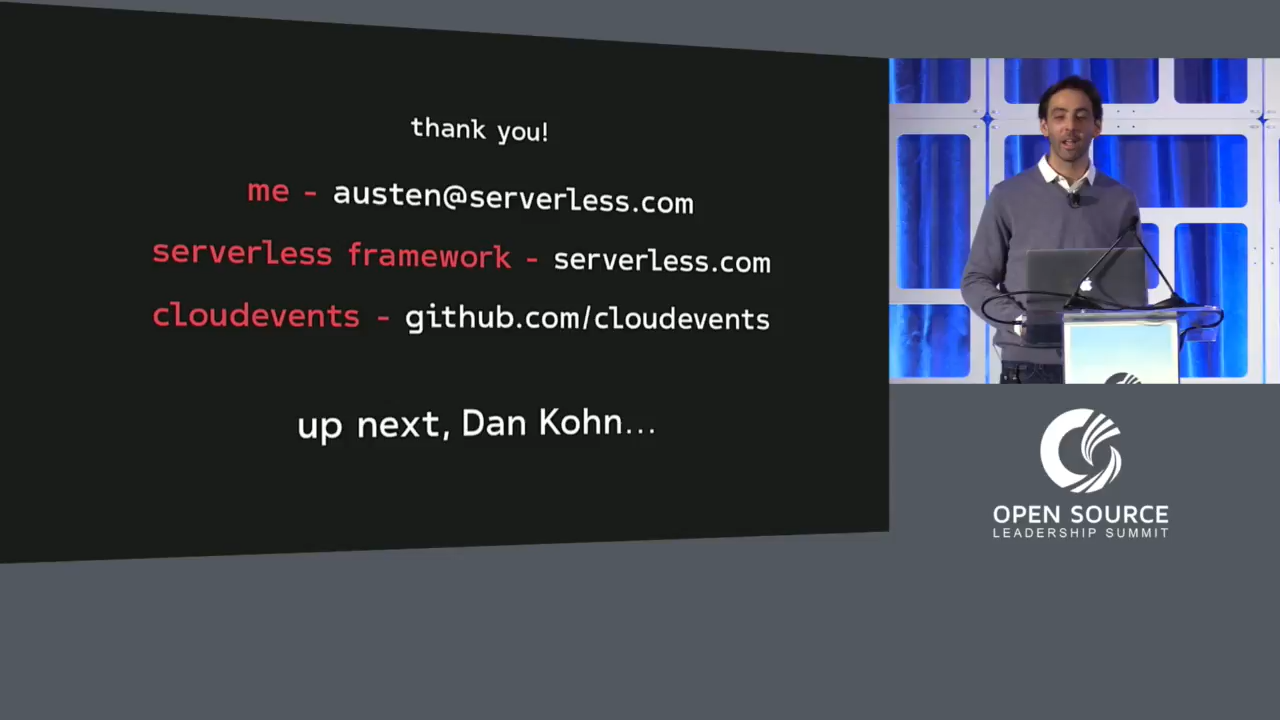 thank you!
me - austen@serverless.com
serverless framework - serverless.com
cloudevents - github.com/cloudevents
up next, Dan Kohn...
OPEN SOURCE
LEADERSHIP SUMMIT